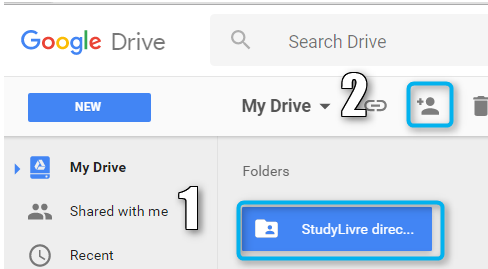 Google Drive
Search Drive
NEW
My Drive
2
My Drive
1
Shared with me
Recent
Folders
StudyLivre direc...